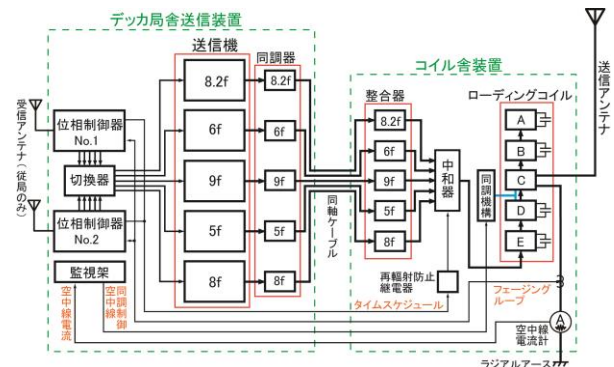 デッカ局舎送信装置
送信機
同調器
8.2f
6f
9f
5f
8f
8.2f
6f
9f
5f
8f
受信アンテナ(従局のみ)
位相制御器
No.1
切換器
位相制御器
No.2
監視架
空中線電流
空中線同調制御
同軸ケーブル
コイル舎装置
整合器
8.2f
6f
9f
5f
8f
中和器
再輻射防止
継電器
タイムスケジュール
同調機構
ローディングコイル
A
B
C
D
E
フェージング
ループ
送信アンテナ
A
空中線
電流計
ラジアルアース